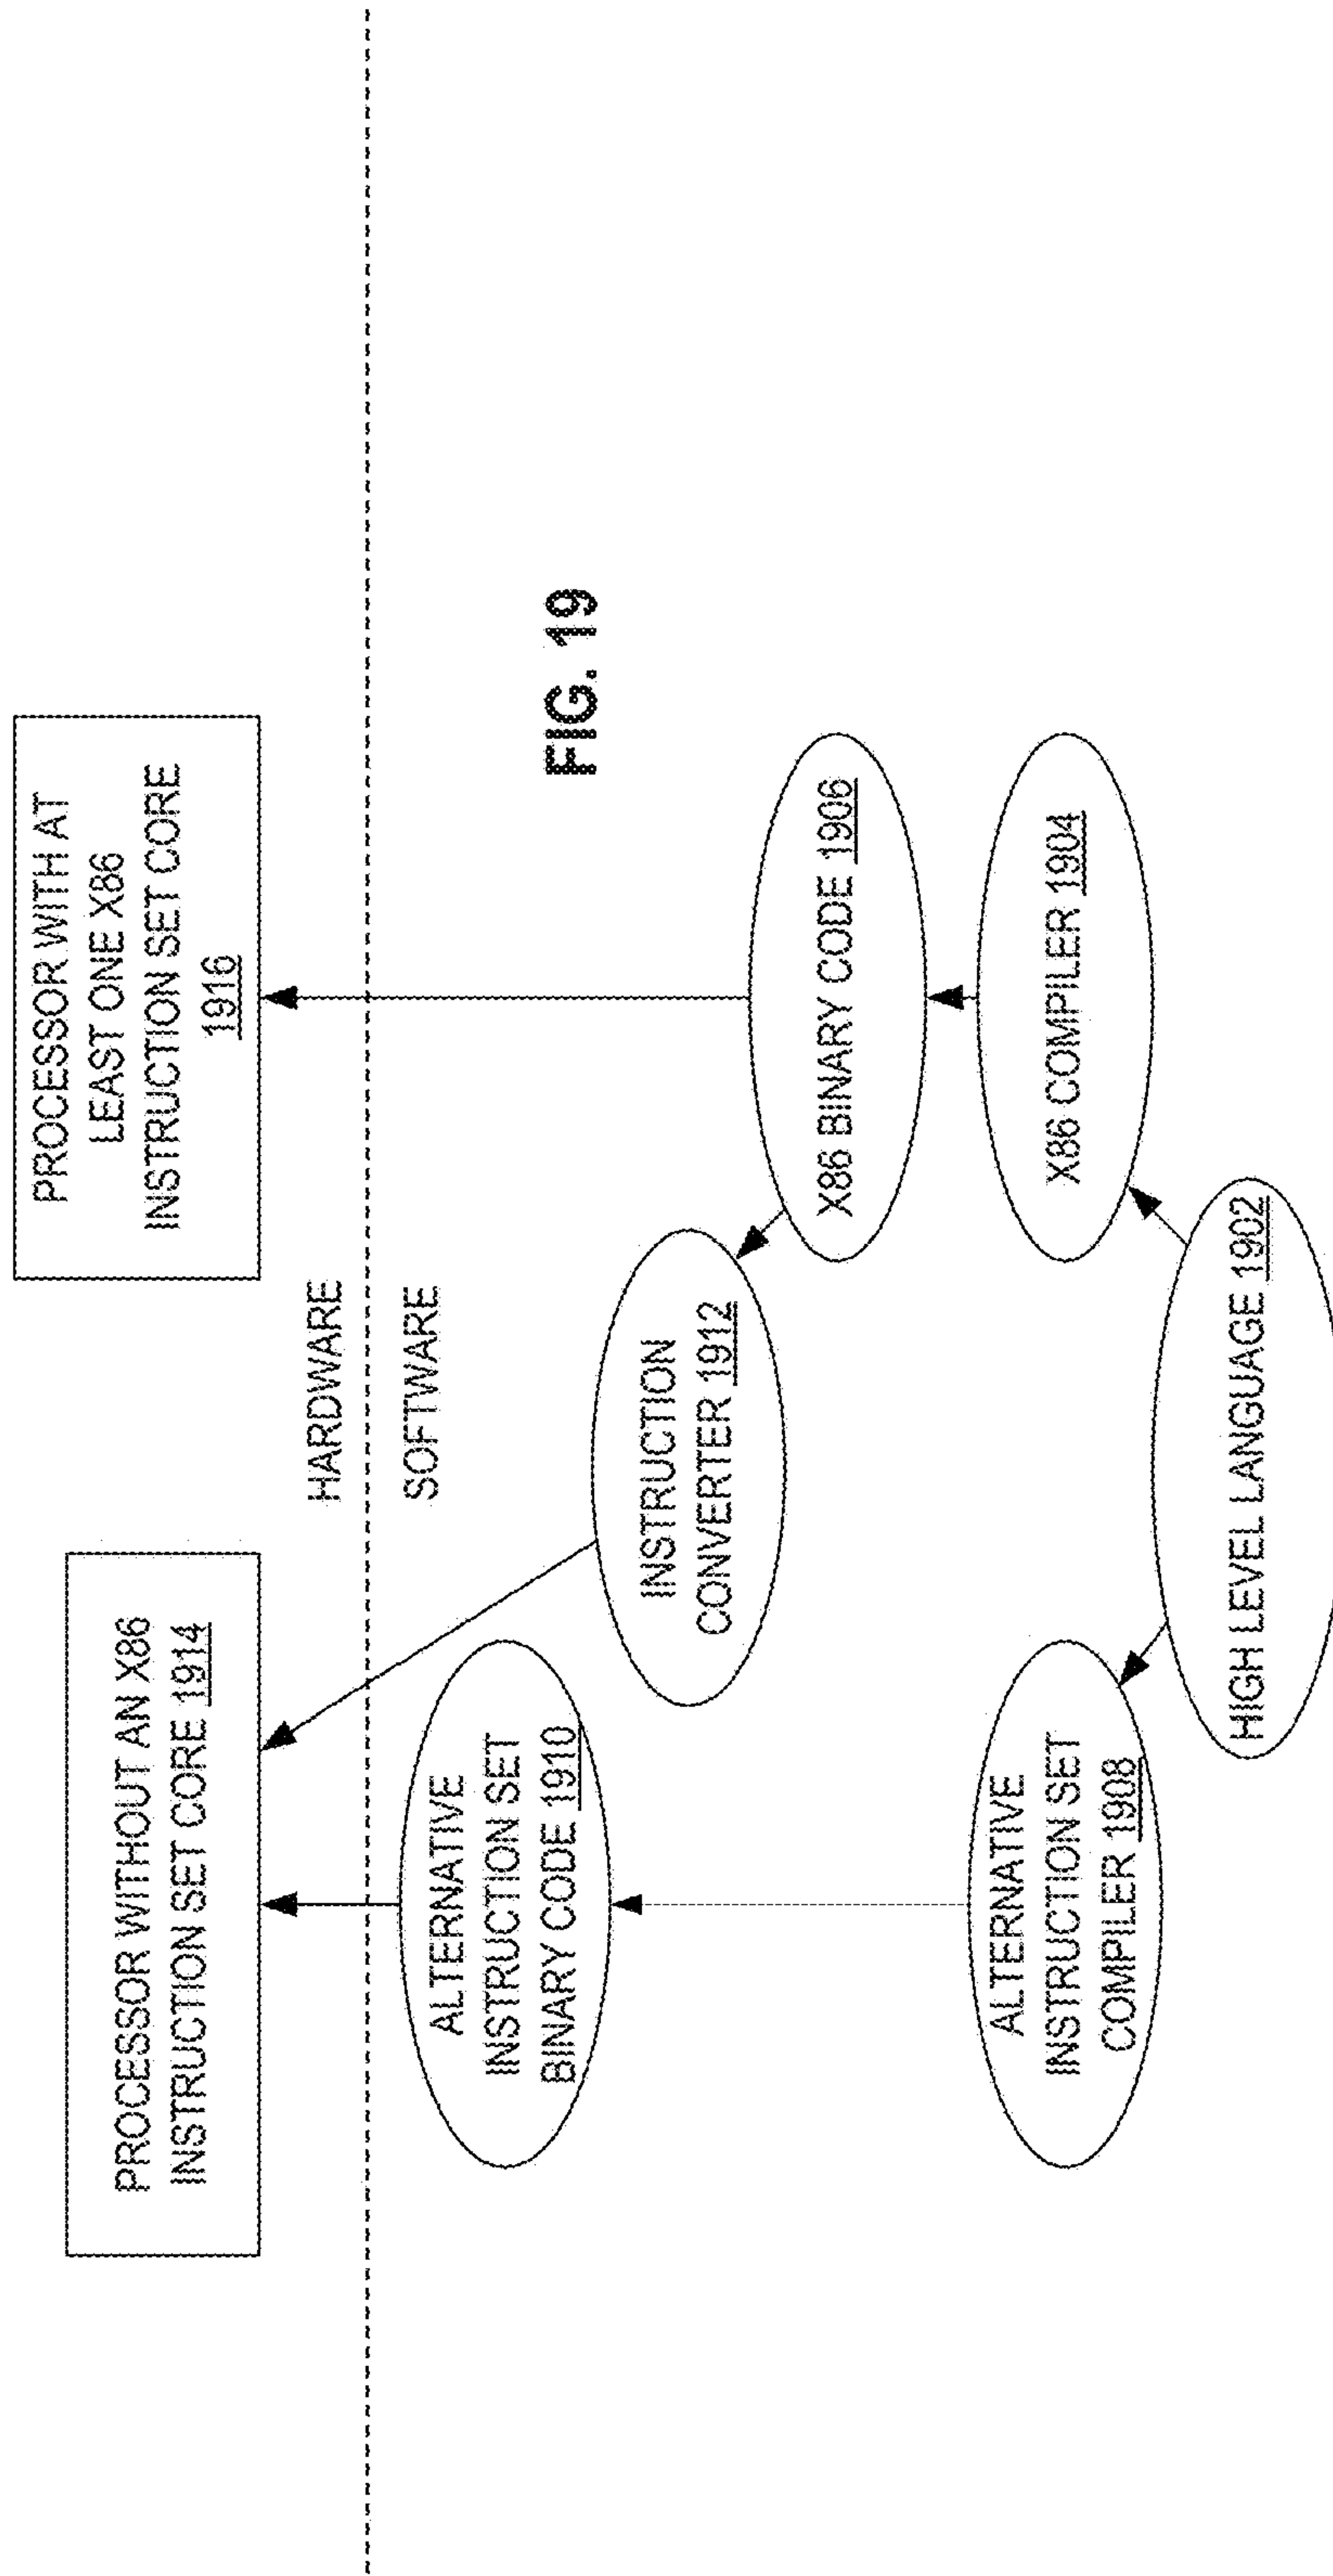 PROCESSOR WITHOUT AN X86
INSTRUCTION SET CORE 1914
PROCESSOR WITH AT
LEAST ONE X86
INSTRUCTION SET CORE
1916
HARDWARE
SOFTWARE
ALTERNATIVE
INSTRUCTION SET
BINARY CODE 1910
INSTRUCTION
CONVERTER 1912
FIG. 19
X86 BINARY CODE 1906
ALTERNATIVE
INSTRUCTION SET
COMPILER 1908
X86 COMPILER 1904
HIGH LEVEL LANGUAGE 1902